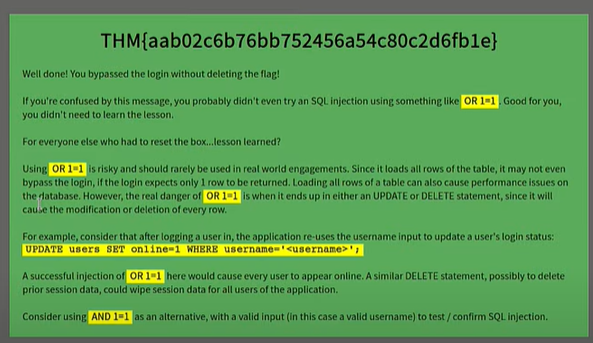 THM{aab02c6b76bb752456a54c80c2d6fb1e}
Well done! You bypassed the login without deleting the flag!
If you're confused by this message, you probably didn't even try an SQL injection using something like OR 1=1 . Good for you,
you didn't need to learn the lesson.
For everyone else who had to reset the box...lesson learned?
Using OR 1=1 is risky and should rarely be used in real world engagements. Since it loads all rows of the table, it may not even
bypass the login, if the login expects only 1 row to be returned. Loading all rows of a table can also cause performance issues on
the database. However, the real danger of OR 1=1 is when it ends up in either an UPDATE or DELETE statement, since it will
cause the modification or deletion of every row.
For example, consider that after logging a user in, the application re-uses the username input to update a user's login status:
UPDATE users SET online=1 WHERE username='<username>';
A successful injection of OR 1=1 here would cause every user to appear online. A similar DELETE statement, possibly to delete
prior session data, could wipe session data for all users of the application.
Consider using AND 1=1 as an alternative, with a valid input (in this case a valid username) to test / confirm SQL injection.